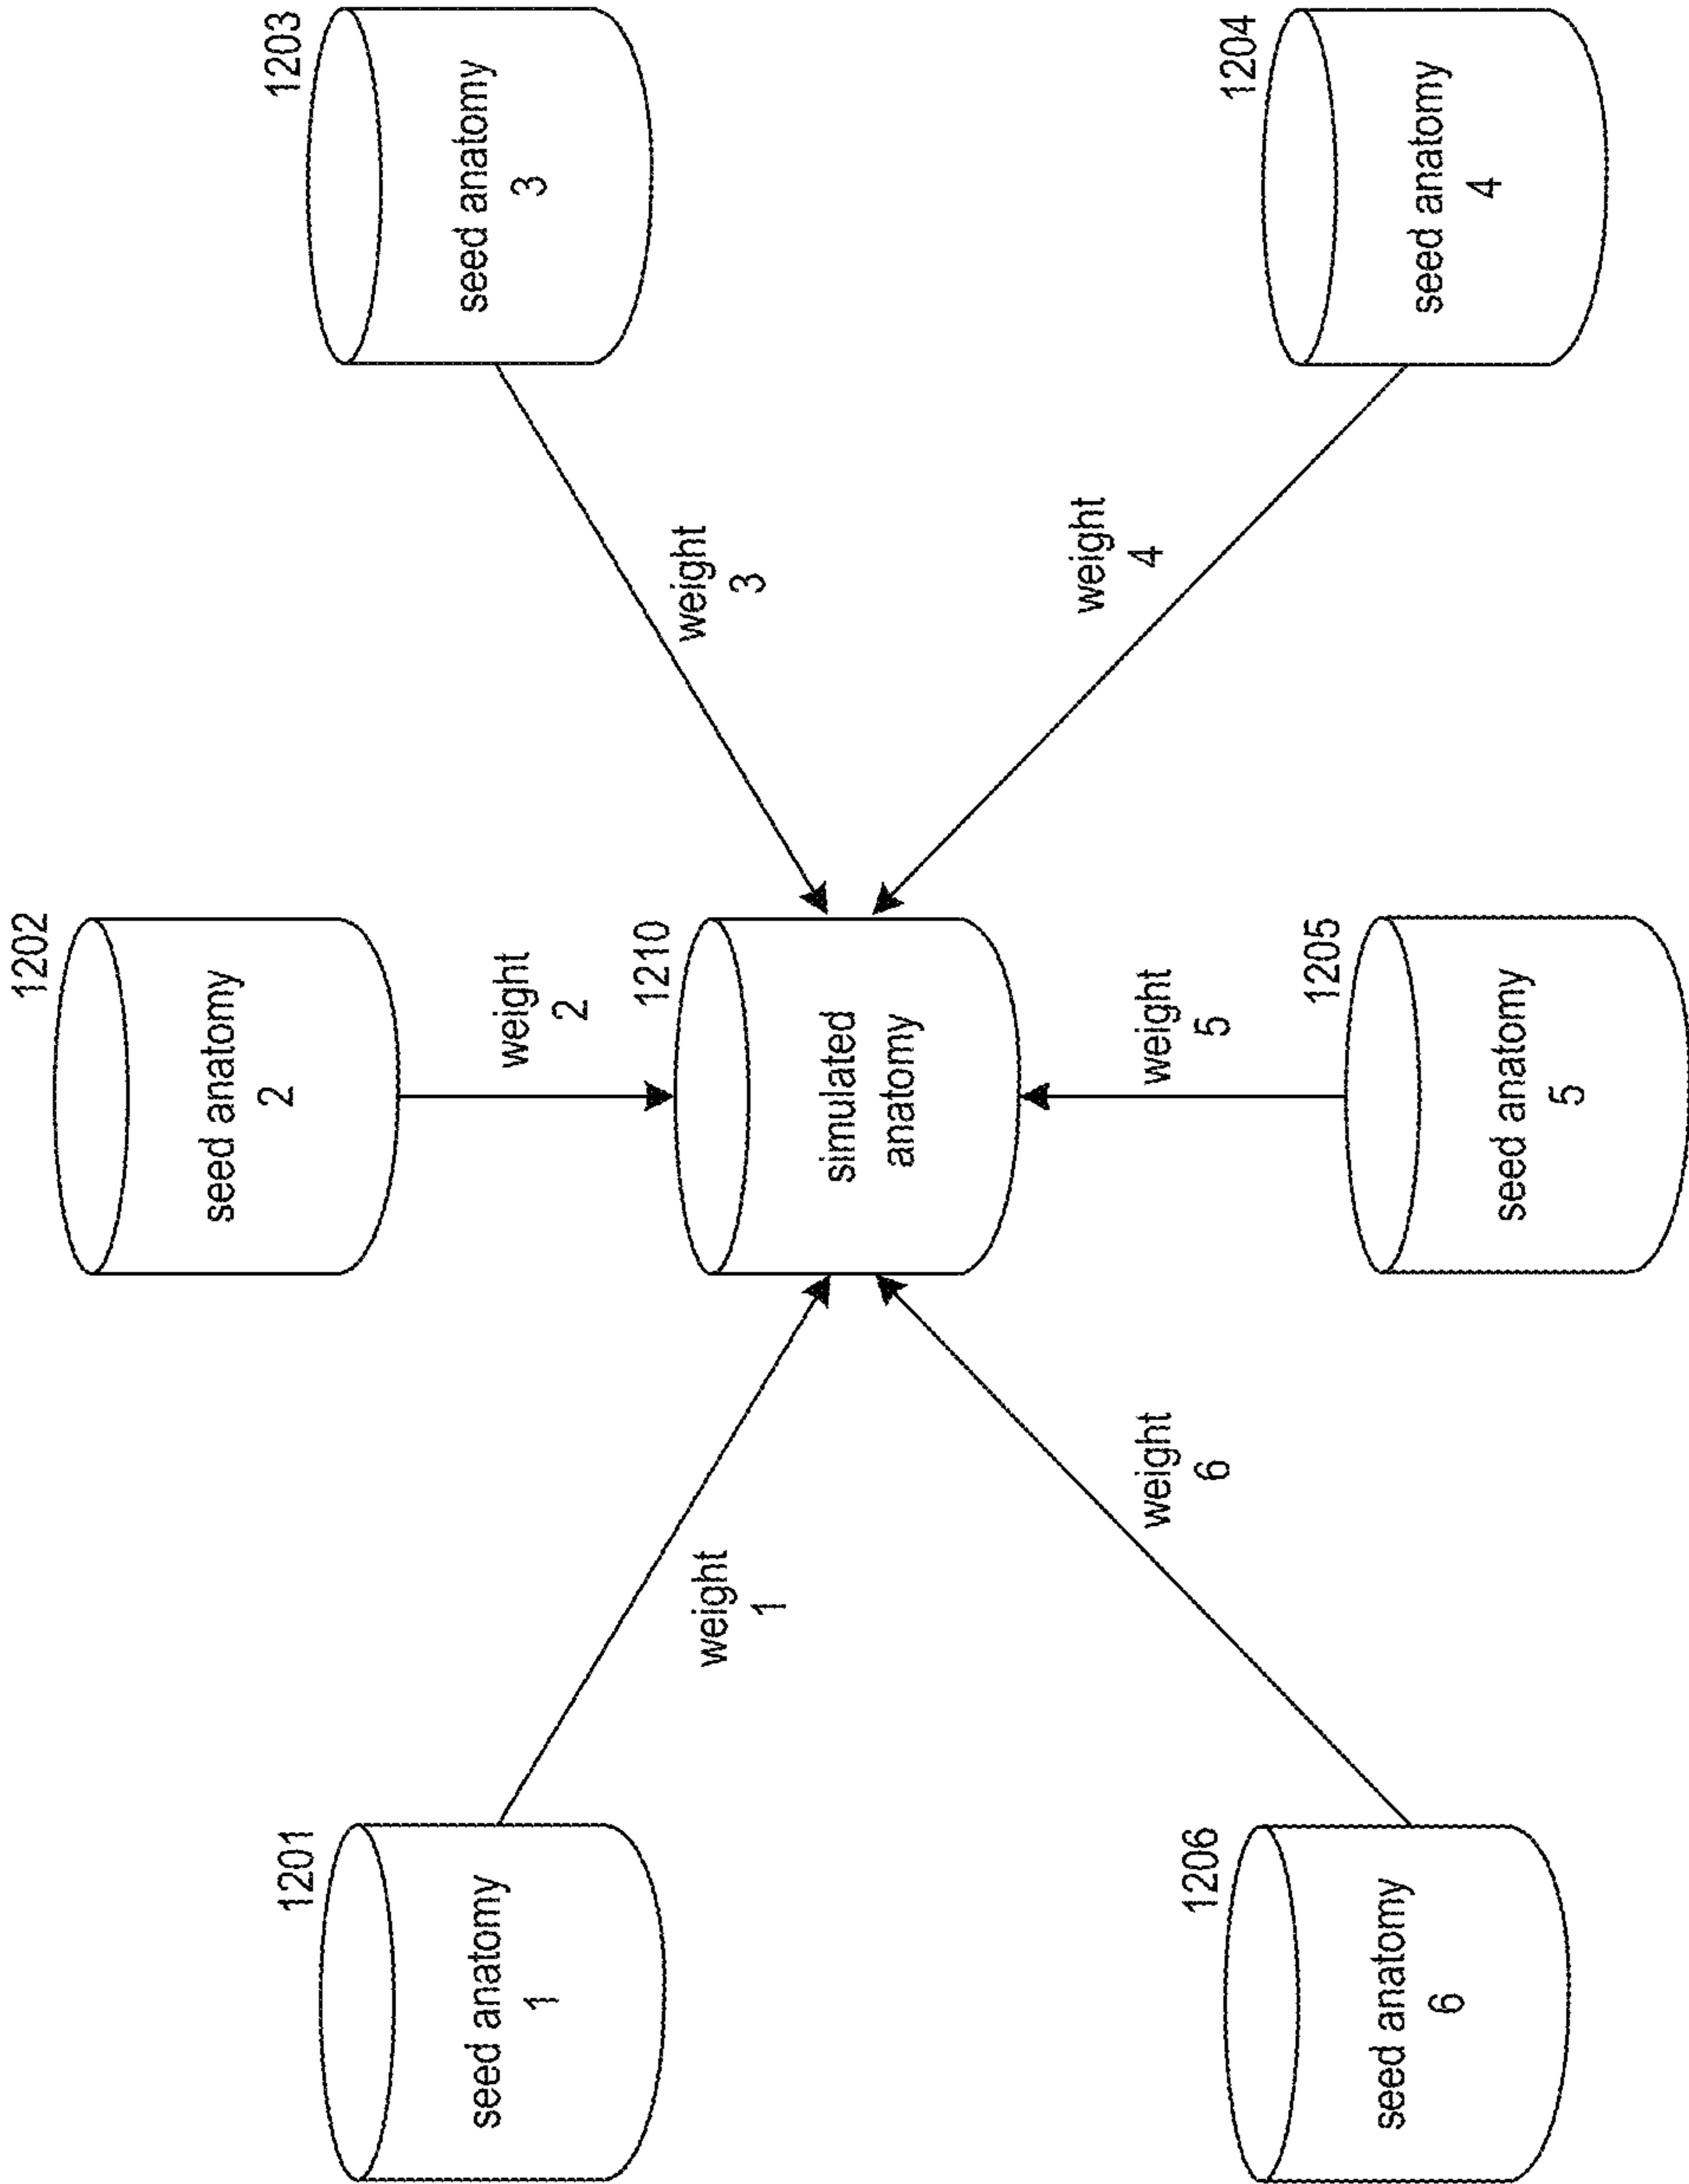 1201
seed anatomy
1
weight
1
1202
seed anatomy
2
weight
2
1203
seed anatomy
3
weight
3
1210
simulated
anatomy
1206
seed anatomy
6
weight
6
1205
seed anatomy
5
weight
5
1204
seed anatomy
4
weight
4